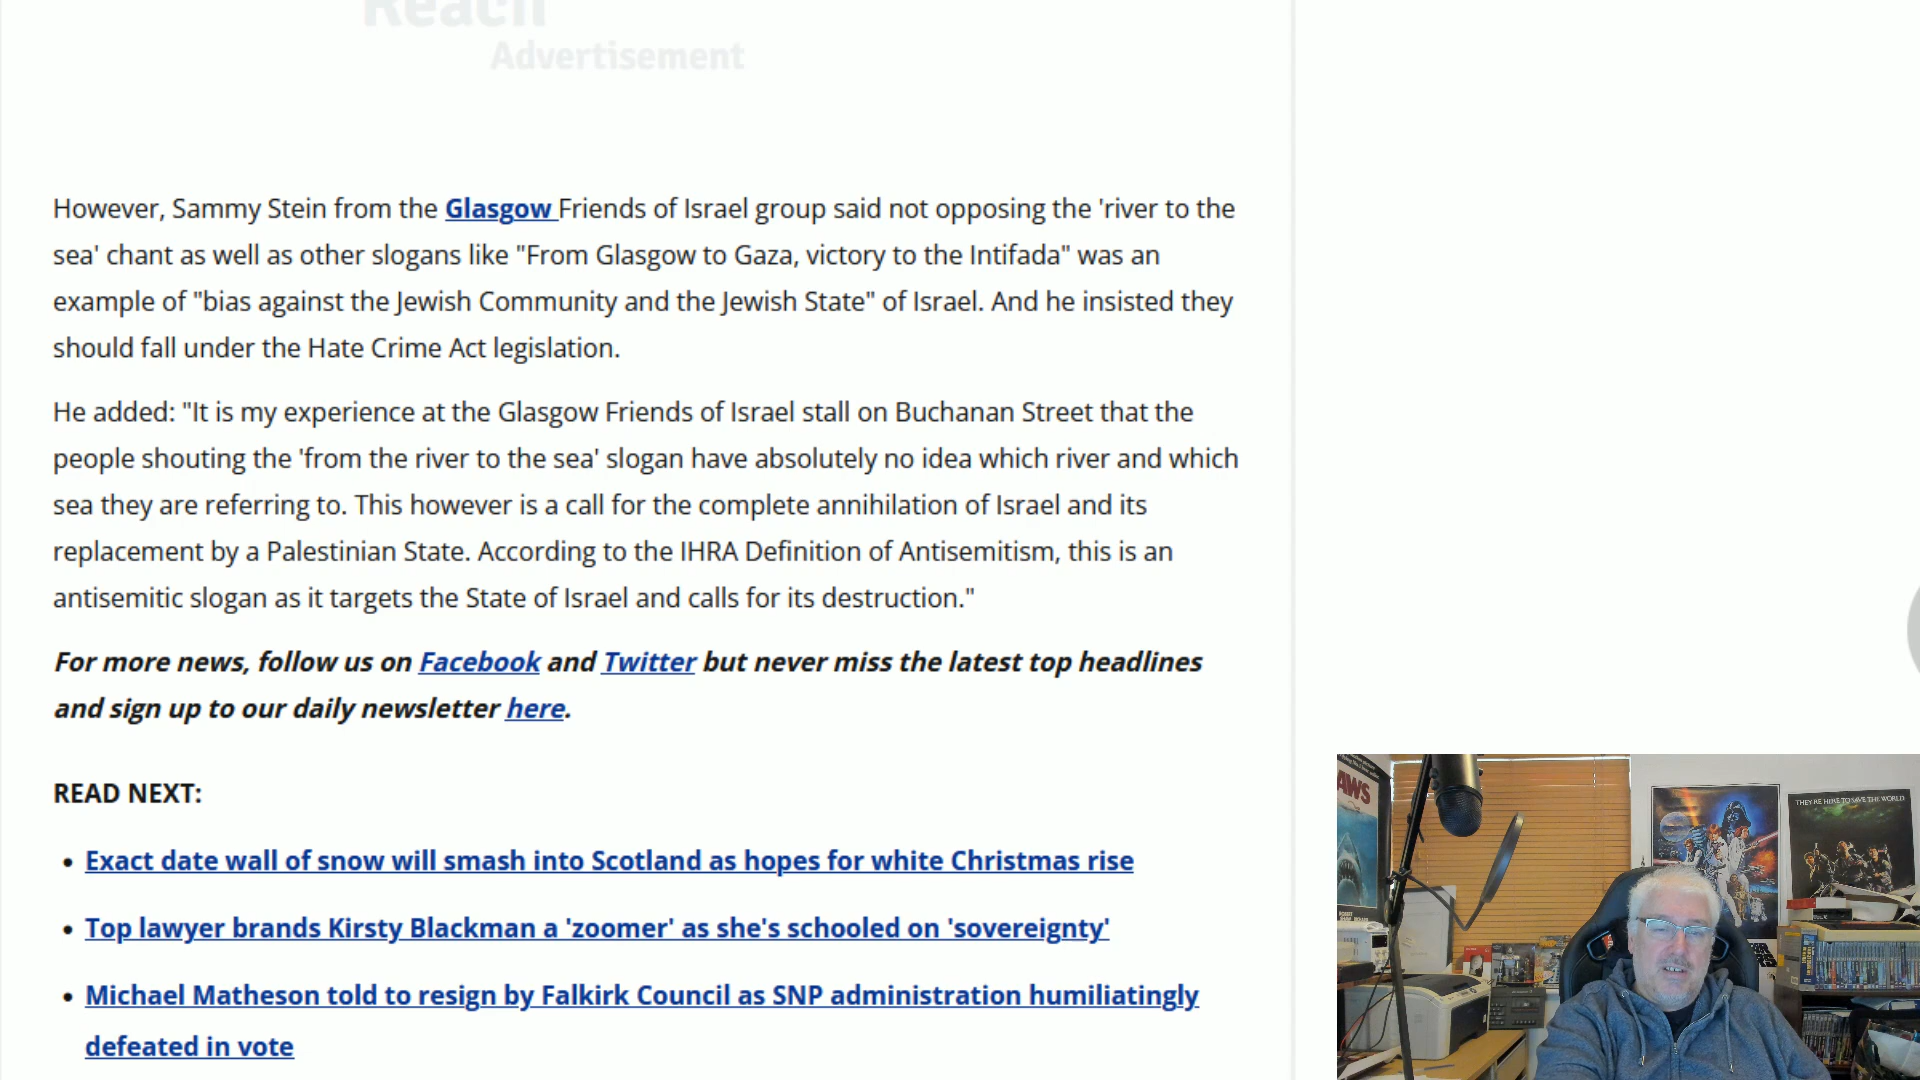 Reach
Advertisement
However, Sammy Stein from the Glasgow Friends of Israel group said not opposing the 'river to the
sea' chant as well as other slogans like "From Glasgow to Gaza, victory to the Intifada" was an
example of "bias against the Jewish Community and the Jewish State" of Israel. And he insisted they
should fall under the Hate Crime Act legislation.
He added: "It is my experience at the Glasgow Friends of Israel stall on Buchanan Street that the
people shouting the 'from the river to the sea' slogan have absolutely no idea which river and which
sea they are referring to. This however is a call for the complete annihilation of Israel and its
replacement by a Palestinian State. According to the IHRA Definition of Antisemitism, this is an
antisemitic slogan as it targets the State of Israel and calls for its destruction."
For more news, follow us on Facebook and Twitter but never miss the latest top headlines
and sign up to our daily newsletter here.
READ NEXT:
• Exact date wall of snow will smash into Scotland as hopes for white Christmas rise
• Top lawyer brands Kirsty Blackman a 'zoomer' as she's schooled on 'sovereignty'
• Michael Matheson told to resign by Falkirk Council as SNP administration humiliatingly
defeated in vote
AWS
THEY'RE HERE TO SAVE THE WORLD